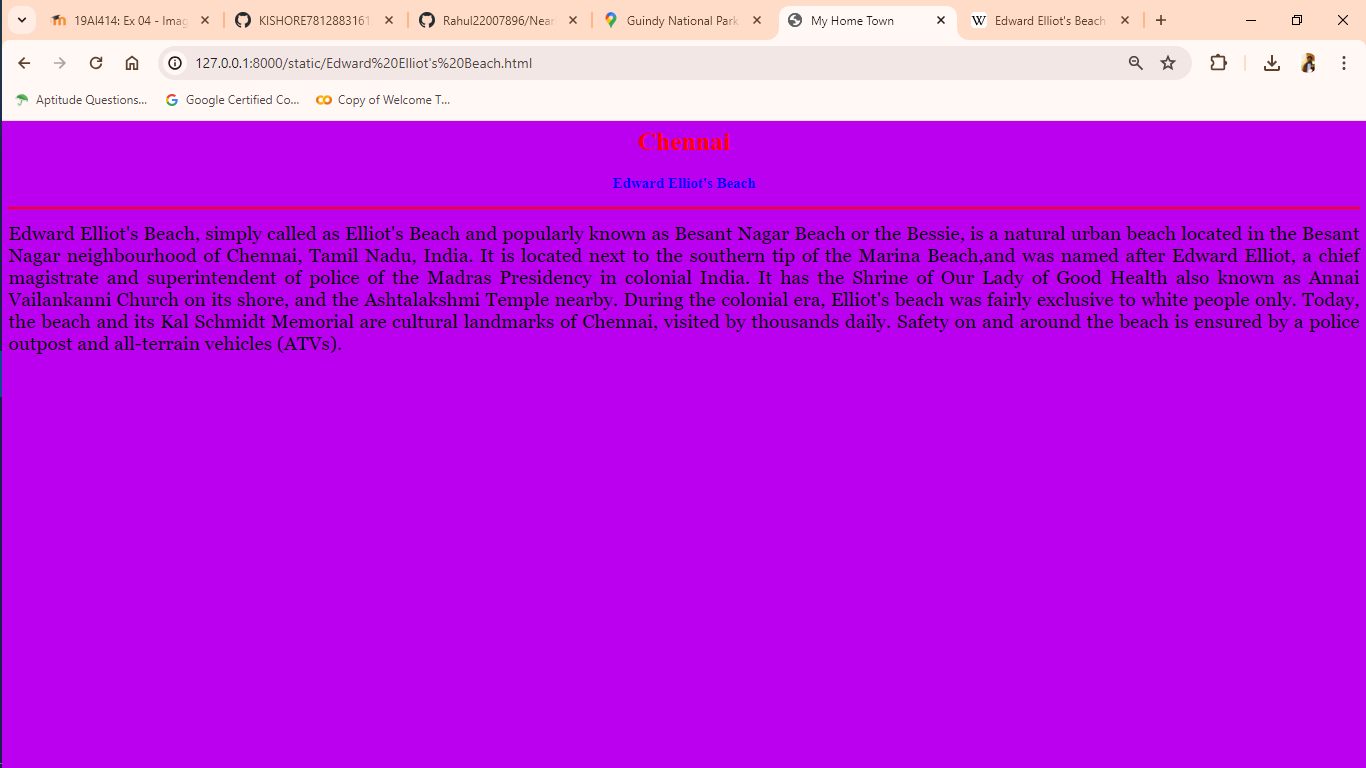 19AI414: Ex 04 - Imag
KISHORE7812883161
Rahul22007896/Near
Guindy National Park
My Home Town
Edward Elliot's Beach
127.0.0.1:8000/static/Edward%20Elliot's%20Beach.html
Aptitude Questions...
Google Certified Co...
Copy of Welcome T...
Chennai
Edward Elliot's Beach
Edward Elliot's Beach, simply called as Elliot's Beach and popularly known as Besant Nagar Beach or the Bessie, is a natural urban beach located in the Besant
Nagar neighbourhood of Chennai, Tamil Nadu, India. It is located next to the southern tip of the Marina Beach,and was named after Edward Elliot, a chief
magistrate and superintendent of police of the Madras Presidency in colonial India. It has the Shrine of Our Lady of Good Health also known as Annai
Vailankanni Church on its shore, and the Ashtalakshmi Temple nearby. During the colonial era, Elliot's beach was fairly exclusive to white people only. Today,
the beach and its Kal Schmidt Memorial are cultural landmarks of Chennai, visited by thousands daily. Safety on and around the beach is ensured by a police
outpost and all-terrain vehicles (ATVs).